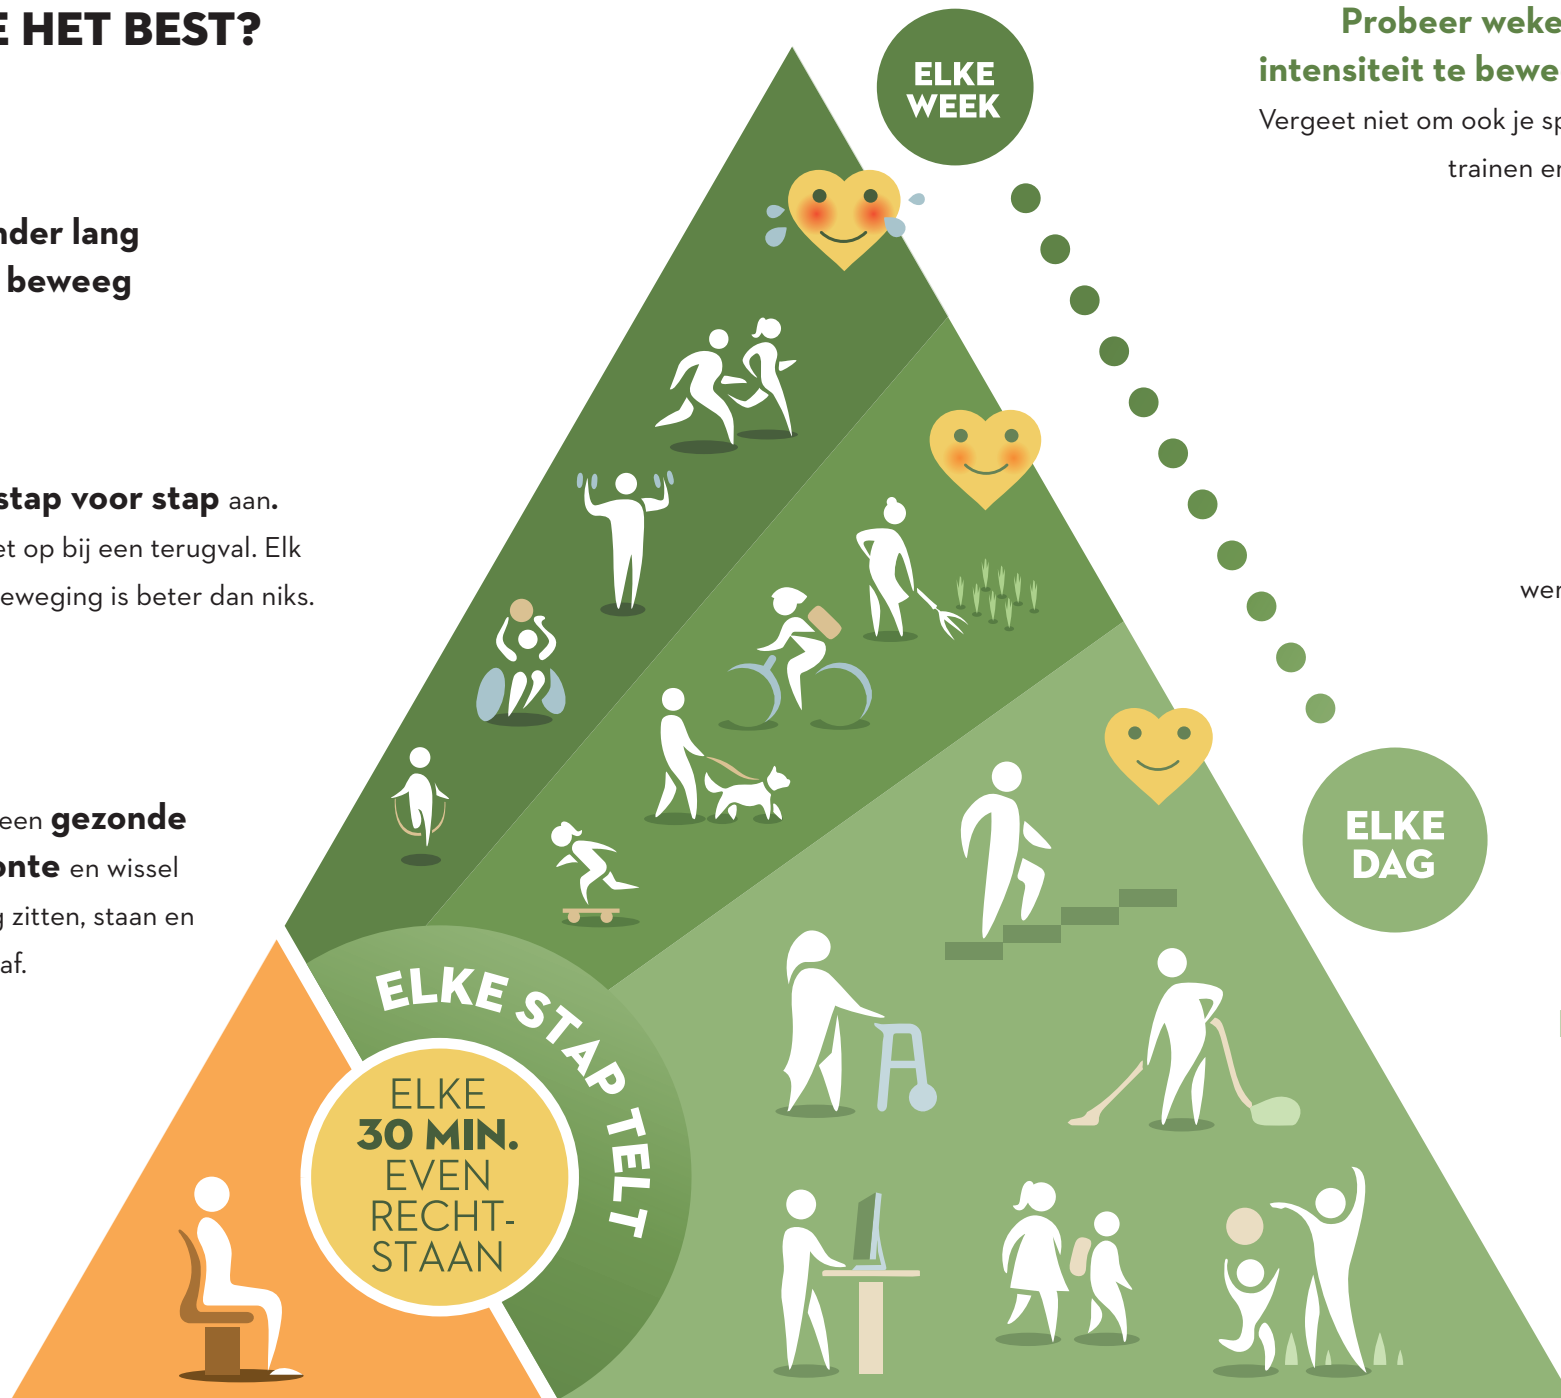 E HET BEST?
nder lang
beweeg
stap voor stap aan.
et op bij een terugval. Elk
eweging is beter dan niks.
een gezonde
onte en wissel
g zitten, staan en
af.
ELKE
WEEK
Probeer weke
intensiteit te bewe
Vergeet niet om ook je sp
trainen en
wer
ELKE
DAG
ELKE STAP TELT
ELKE
30 MIN.
EVEN
RECHT-
STAAN